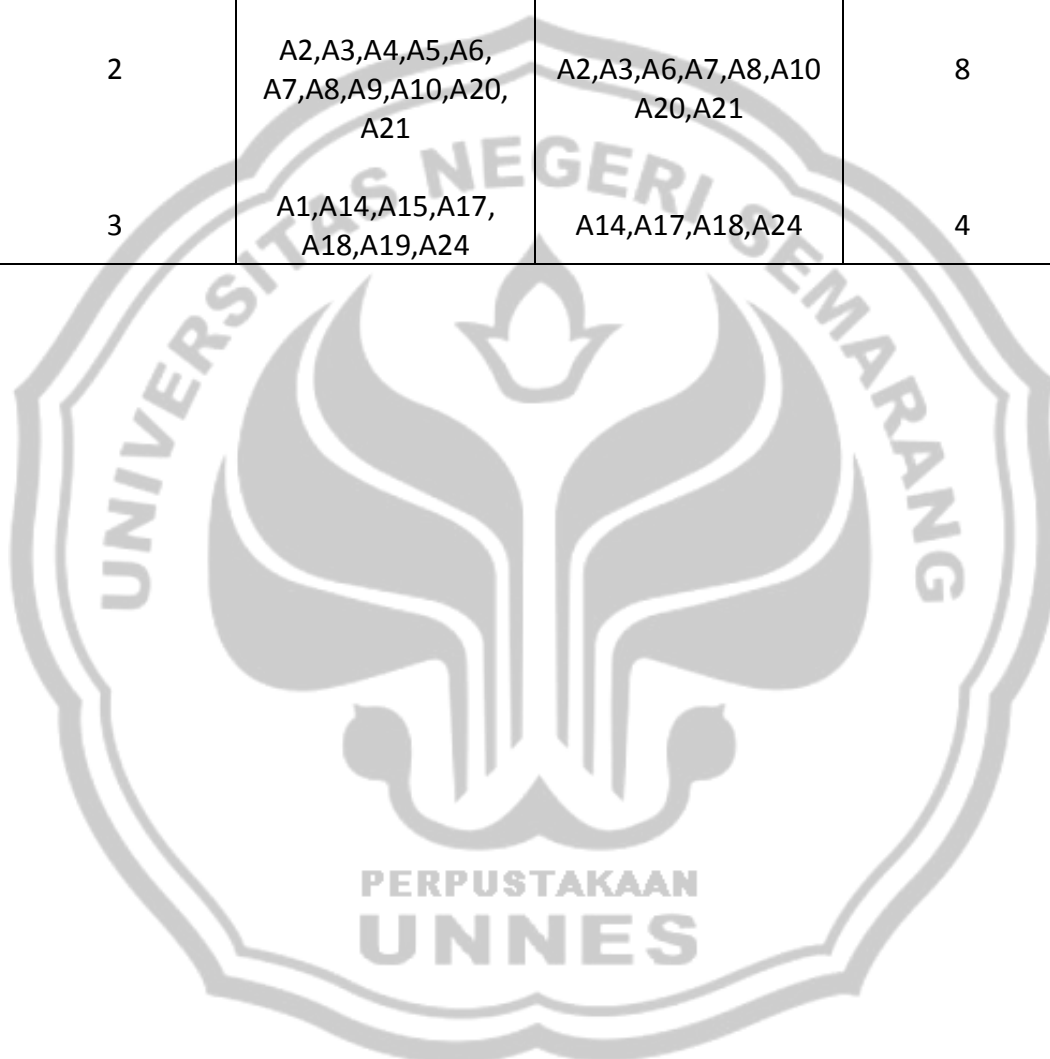 2
A2,A3,A4,A5,A6,
A7,A8,A9,A10,A20,
A21
A2,A3,A6,A7,A8,A10
A20,A21
8
3
A1,A14,A15,A17,
A18,A19,A24
A14,A17,A18,A24
4
UNIVERSITAS NEGERI SEMARANG
PERPUSTAKAAN
UNNES